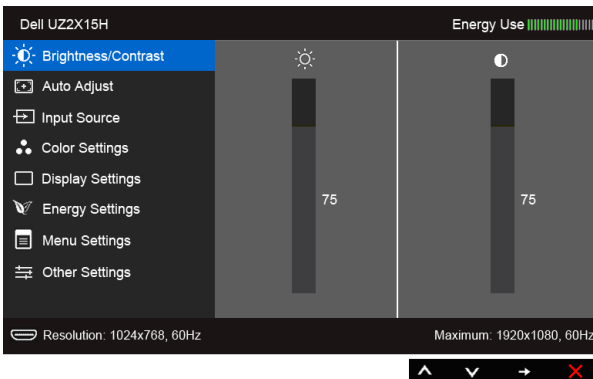 Dell UZ2X15H
Energy Use
Brightness/Contrast
Auto Adjust
Input Source
Color Settings
Display Settings
Energy Settings
Menu Settings
Other Settings
75
75
Resolution: 1024x768, 60Hz
Maximum: 1920x1080, 60Hz